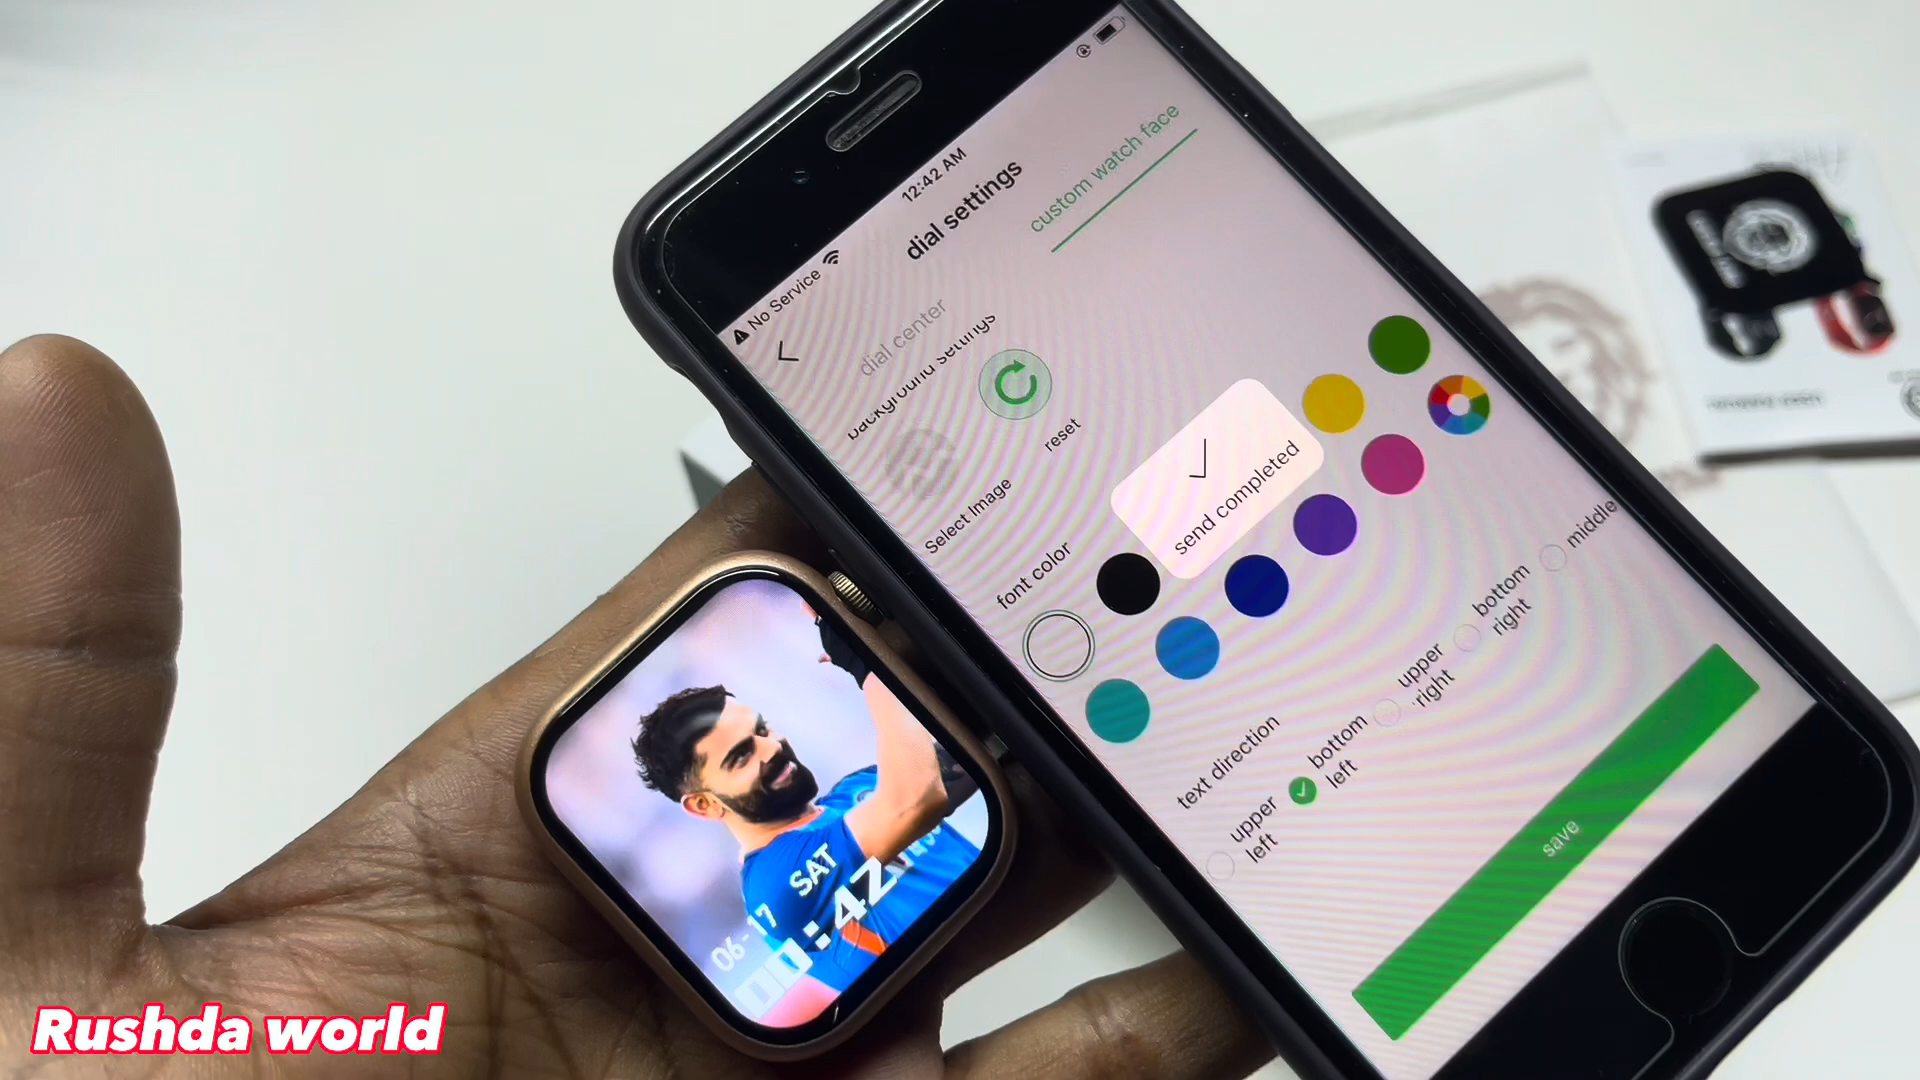 No Service
12:42 AM
dial settings
dial center
custom watch face
background settings
reset
Select Image
send completed
font color
text direction
upper left
bottom left
upper right
bottom right
middle
save
SAT
06-17
00:42
Rushda world